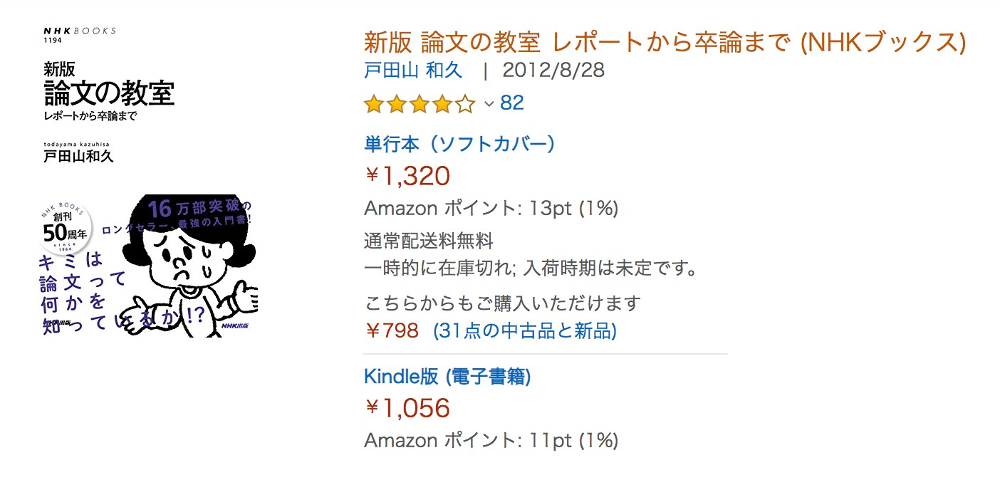 NHK BOOKS
1194
新版
論文の教室
レポートから卒論まで
todayama kazuhisa
戸田山和久
NHK BOOKS
創刊
50周年
since
1964
16万部突破の
ロングセラー、最強の入門書!
キミは
論文って
何かを
知っているか!?
NHK出版
NHK出版
新版 論文の教室 レポートから卒論まで (NHKブックス)
戸田山 和久 | 2012/8/28
82
単行本（ソフトカバー）
￥1,320
Amazon ポイント: 13pt (1%)
通常配送料無料
一時的に在庫切れ; 入荷時期は未定です。
こちらからもご購入いただけます
￥798 (31点の中古品と新品)
Kindle版 (電子書籍)
￥1,056
Amazon ポイント: 11pt (1%)